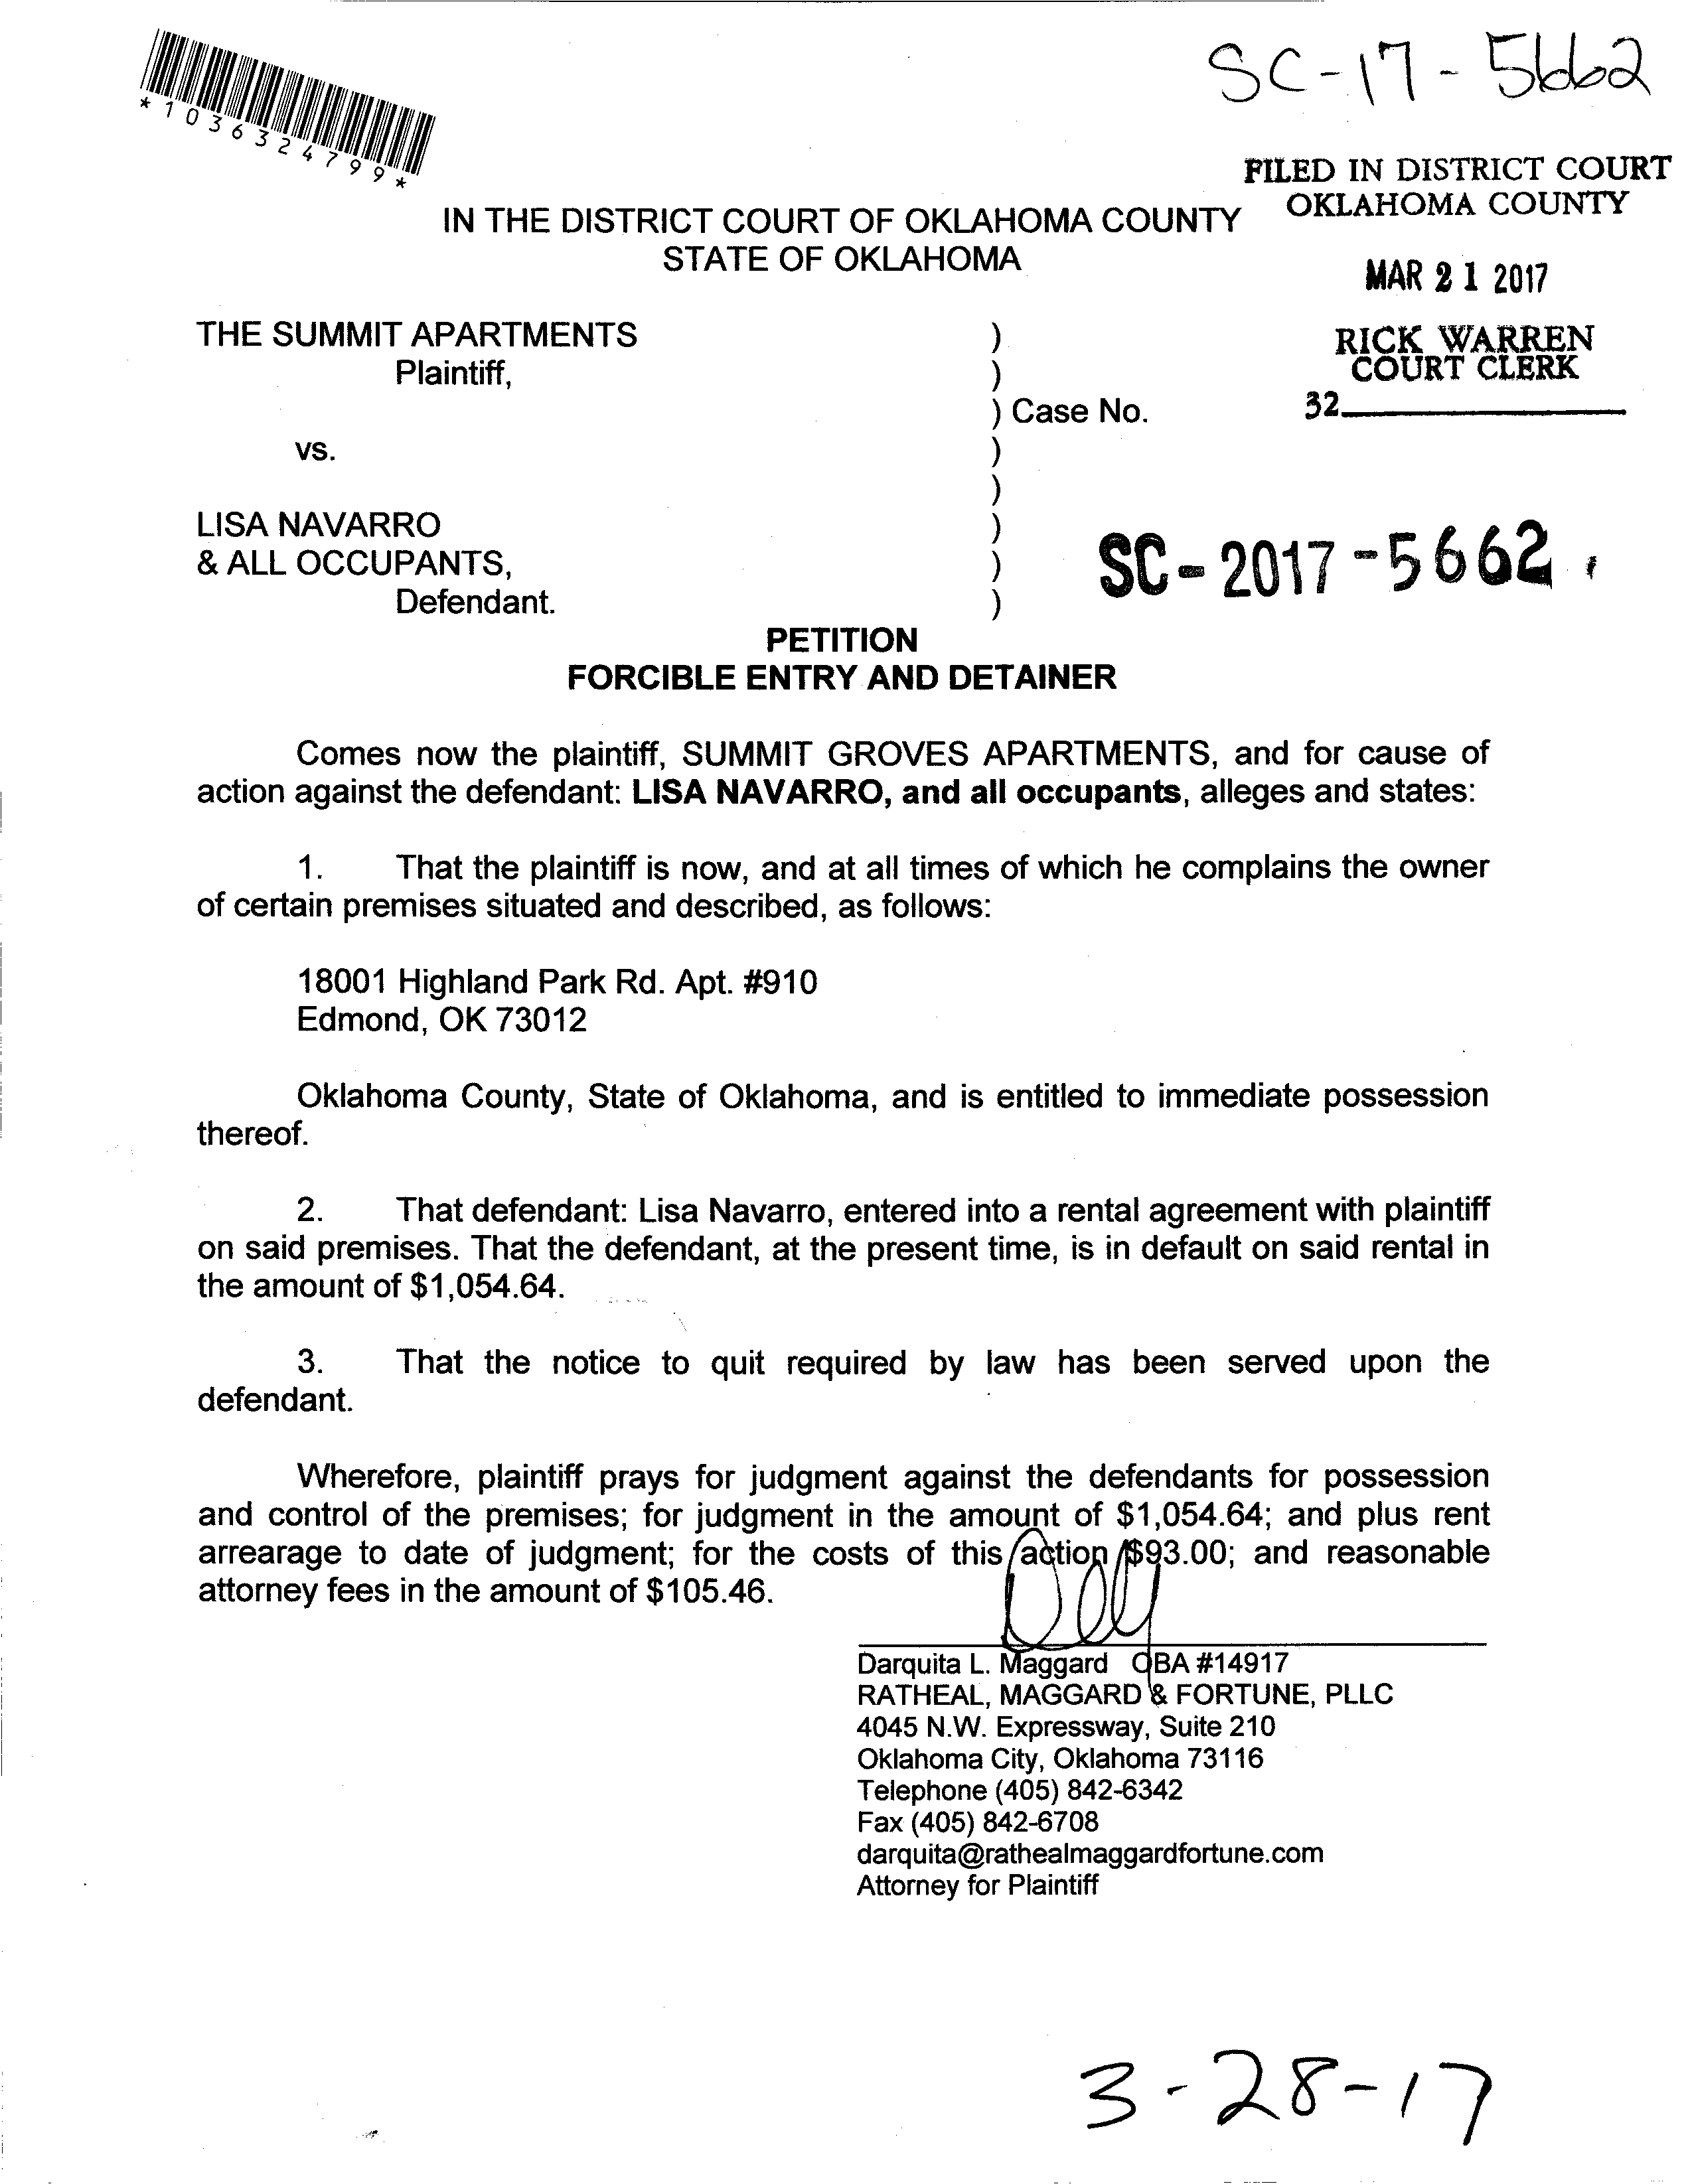 SC-17-5662
*1036324799*
FILED IN DISTRICT COURT
OKLAHOMA COUNTY
IN THE DISTRICT COURT OF OKLAHOMA COUNTY
STATE OF OKLAHOMA
MAR 21 2017
RICK WARREN
COURT CLERK
32
THE SUMMIT APARTMENTS )
Plaintiff, )
) Case No.
vs. )
)
LISA NAVARRO )
& ALL OCCUPANTS, )
Defendant. )
SC-2017-5662
PETITION
FORCIBLE ENTRY AND DETAINER
Comes now the plaintiff, SUMMIT GROVES APARTMENTS, and for cause of
action against the defendant: LISA NAVARRO, and all occupants, alleges and states:
1. That the plaintiff is now, and at all times of which he complains the owner
of certain premises situated and described, as follows:
18001 Highland Park Rd. Apt. #910
Edmond, OK 73012
Oklahoma County, State of Oklahoma, and is entitled to immediate possession
thereof.
2. That defendant: Lisa Navarro, entered into a rental agreement with plaintiff
on said premises. That the defendant, at the present time, is in default on said rental in
the amount of $1,054.64.
3. That the notice to quit required by law has been served upon the
defendant.
Wherefore, plaintiff prays for judgment against the defendants for possession
and control of the premises; for judgment in the amount of $1,054.64; and plus rent
arrearage to date of judgment; for the costs of this action $93.00; and reasonable
attorney fees in the amount of $105.46.
Darquita L. Maggard OBA #14917
RATHEAL, MAGGARD & FORTUNE, PLLC
4045 N.W. Expressway, Suite 210
Oklahoma City, Oklahoma 73116
Telephone (405) 842-6342
Fax (405) 842-6708
darquita@rathealmaggardfortune.com
Attorney for Plaintiff
3-28-17